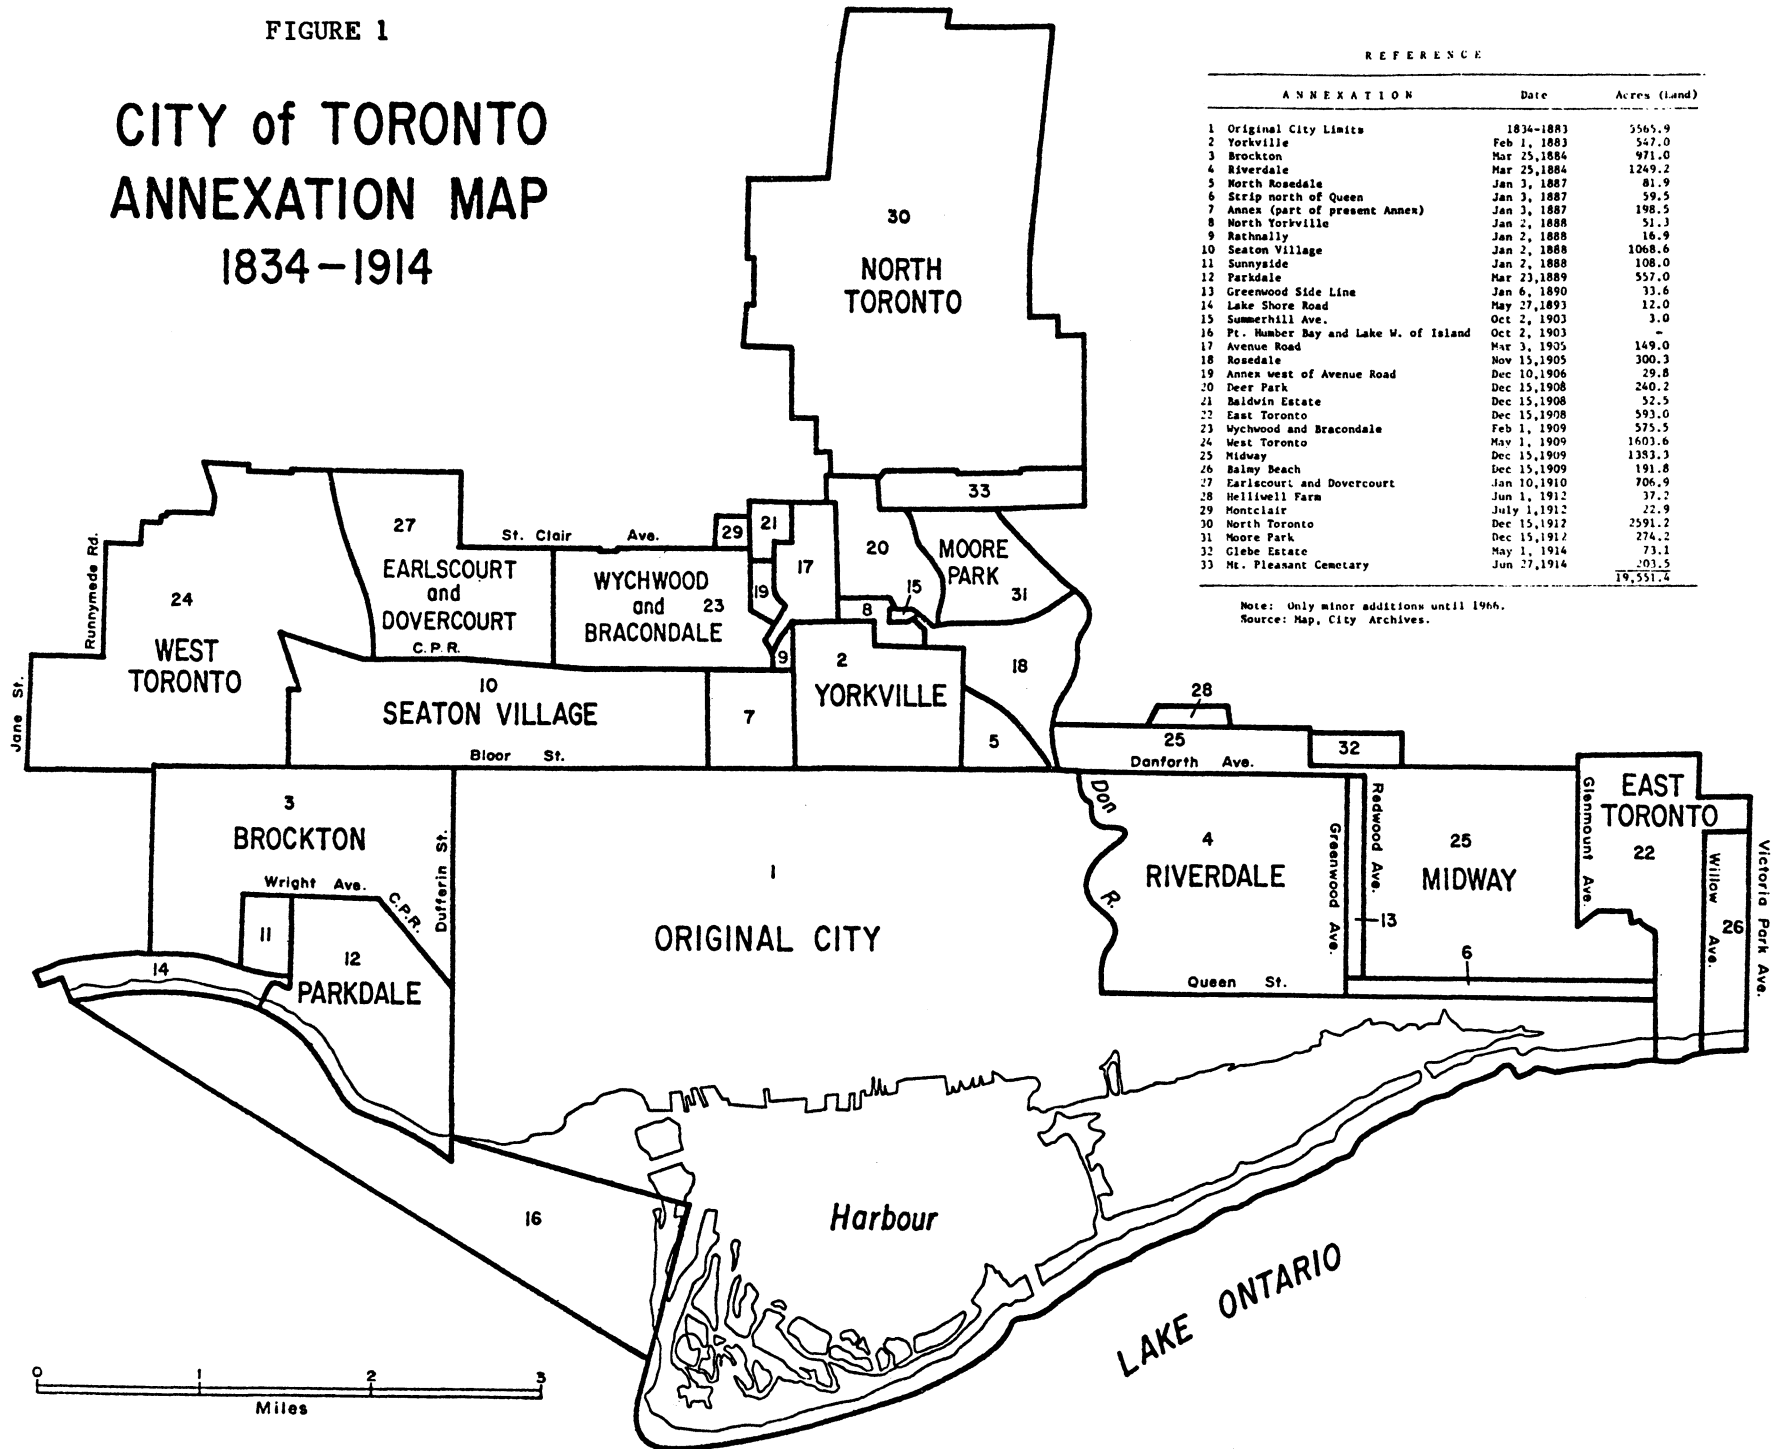 FIGURE 1
CITY of TORONTO
ANNEXATION MAP
1834-1914
REFERENCE
ANNEXATION Date Acres (Land)
1 Original City Limits 1834-1883 5565.9
2 Yorkville Feb 1, 1883 547.0
3 Brockton Mar 25,1884 971.0
4 Riverdale Mar 25,1884 1249.2
5 North Rosedale Jan 3, 1887 81.9
6 Strip north of Queen Jan 3, 1887 59.5
7 Annex (part of present Annex) Jan 3, 1887 198.5
8 North Yorkville Jan 2, 1888 51.3
9 Rathnally Jan 2, 1888 16.9
10 Seaton Village Jan 2, 1888 1068.6
11 Sunnyside Jan 2, 1888 108.0
12 Parkdale Mar 23,1889 557.0
13 Greenwood Side Line Jan 6, 1890 33.6
14 Lake Shore Road May 27,1893 12.0
15 Summerhill Ave. Oct 2, 1903 3.0
16 Pt. Humber Bay and Lake W. of Island Oct 2, 1903 -
17 Avenue Road Mar 3, 1905 149.0
18 Rosedale Nov 15,1905 300.3
19 Annex west of Avenue Road Dec 10,1906 29.8
20 Deer Park Dec 15,1908 240.2
21 Baldwin Estate Dec 15,1908 52.5
22 East Toronto Dec 15,1908 593.0
23 Wychwood and Bracondale Feb 1, 1909 575.5
24 West Toronto May 1, 1909 1603.6
25 Midway Dec 15,1909 1383.3
26 Balmy Beach Dec 15,1909 191.8
27 Earlscourt and Dovercourt Jan 10,1910 706.9
28 Helliwell Farm Jun 1, 1912 37.2
29 Montclair July 1,1912 22.9
30 North Toronto Dec 15,1912 2591.2
31 Moore Park Dec 15,1912 274.2
32 Glebe Estate May 1, 1914 73.1
33 Mt. Pleasant Cemetary Jun 27,1914 203.5
19,551.4
Note: Only minor additions until 1966.
Source: Map, City Archives.
30
NORTH
TORONTO
33
27
St. Clair Ave.
29
21
20
MOORE
PARK
31
17
15
EARLSCOURT
and
DOVERCOURT
C.P.R.
WYCHWOOD
and 23
BRACONDALE
19
8
9
Runnymede Rd.
24
WEST
TORONTO
Jane St.
10
SEATON VILLAGE
Bloor St.
7
2
YORKVILLE
18
5
28
25
32
Danforth Ave.
3
BROCKTON
Wright Ave.
C.P.R.
Dufferin St.
11
12
PARKDALE
14
1
ORIGINAL CITY
Don
R.
4
RIVERDALE
Greenwood Ave.
Redwood Ave.
13
25
MIDWAY
6
Queen St.
Glenmount Ave.
EAST
TORONTO
22
Willow Ave.
26
Victoria Park Ave.
16
Harbour
LAKE ONTARIO
0 1 2 3
Miles